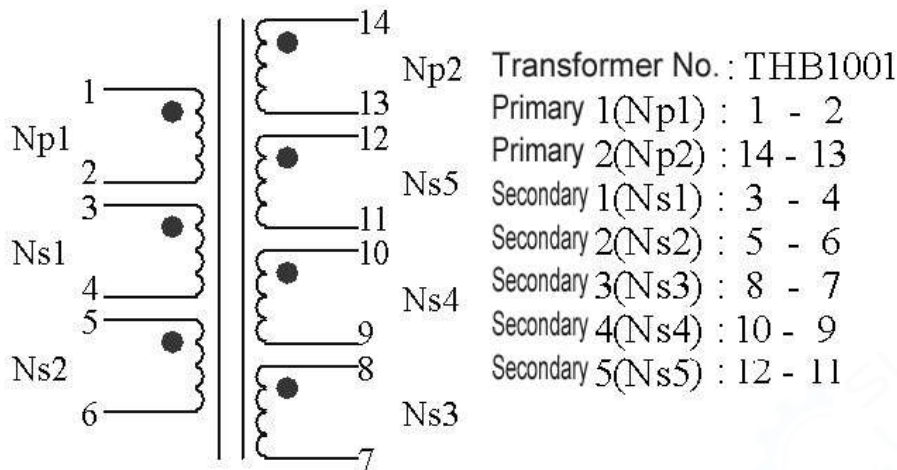 14
Np2
13
1
Np1
2
12
Ns5
11
3
Ns1
4
10
Ns4
9
5
Ns2
6
8
Ns3
7
Transformer No. : THB1001
Primary 1(Np1) : 1 - 2
Primary 2(Np2) : 14 - 13
Secondary 1(Ns1) : 3 - 4
Secondary 2(Ns2) : 5 - 6
Secondary 3(Ns3) : 8 - 7
Secondary 4(Ns4) : 10 - 9
Secondary 5(Ns5) : 12 - 11